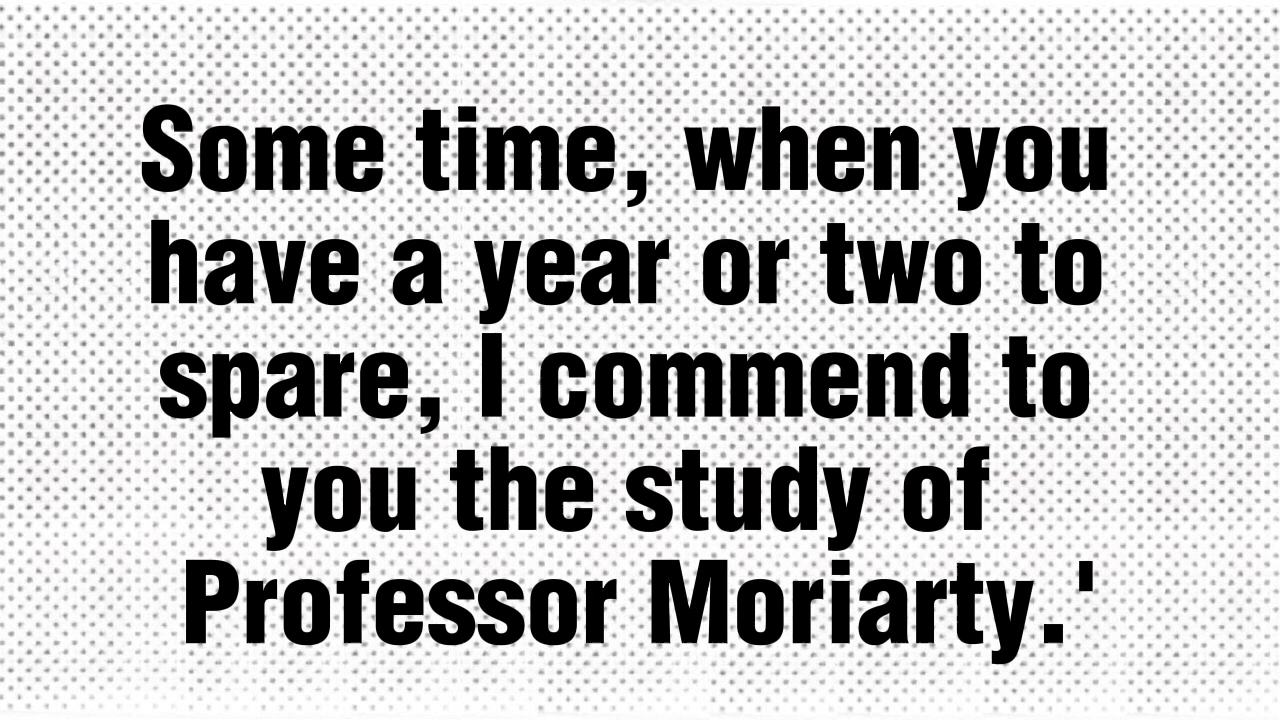 Some time, when you
have a year or two to
spare, I commend to
you the study of
Professor Moriarty.'